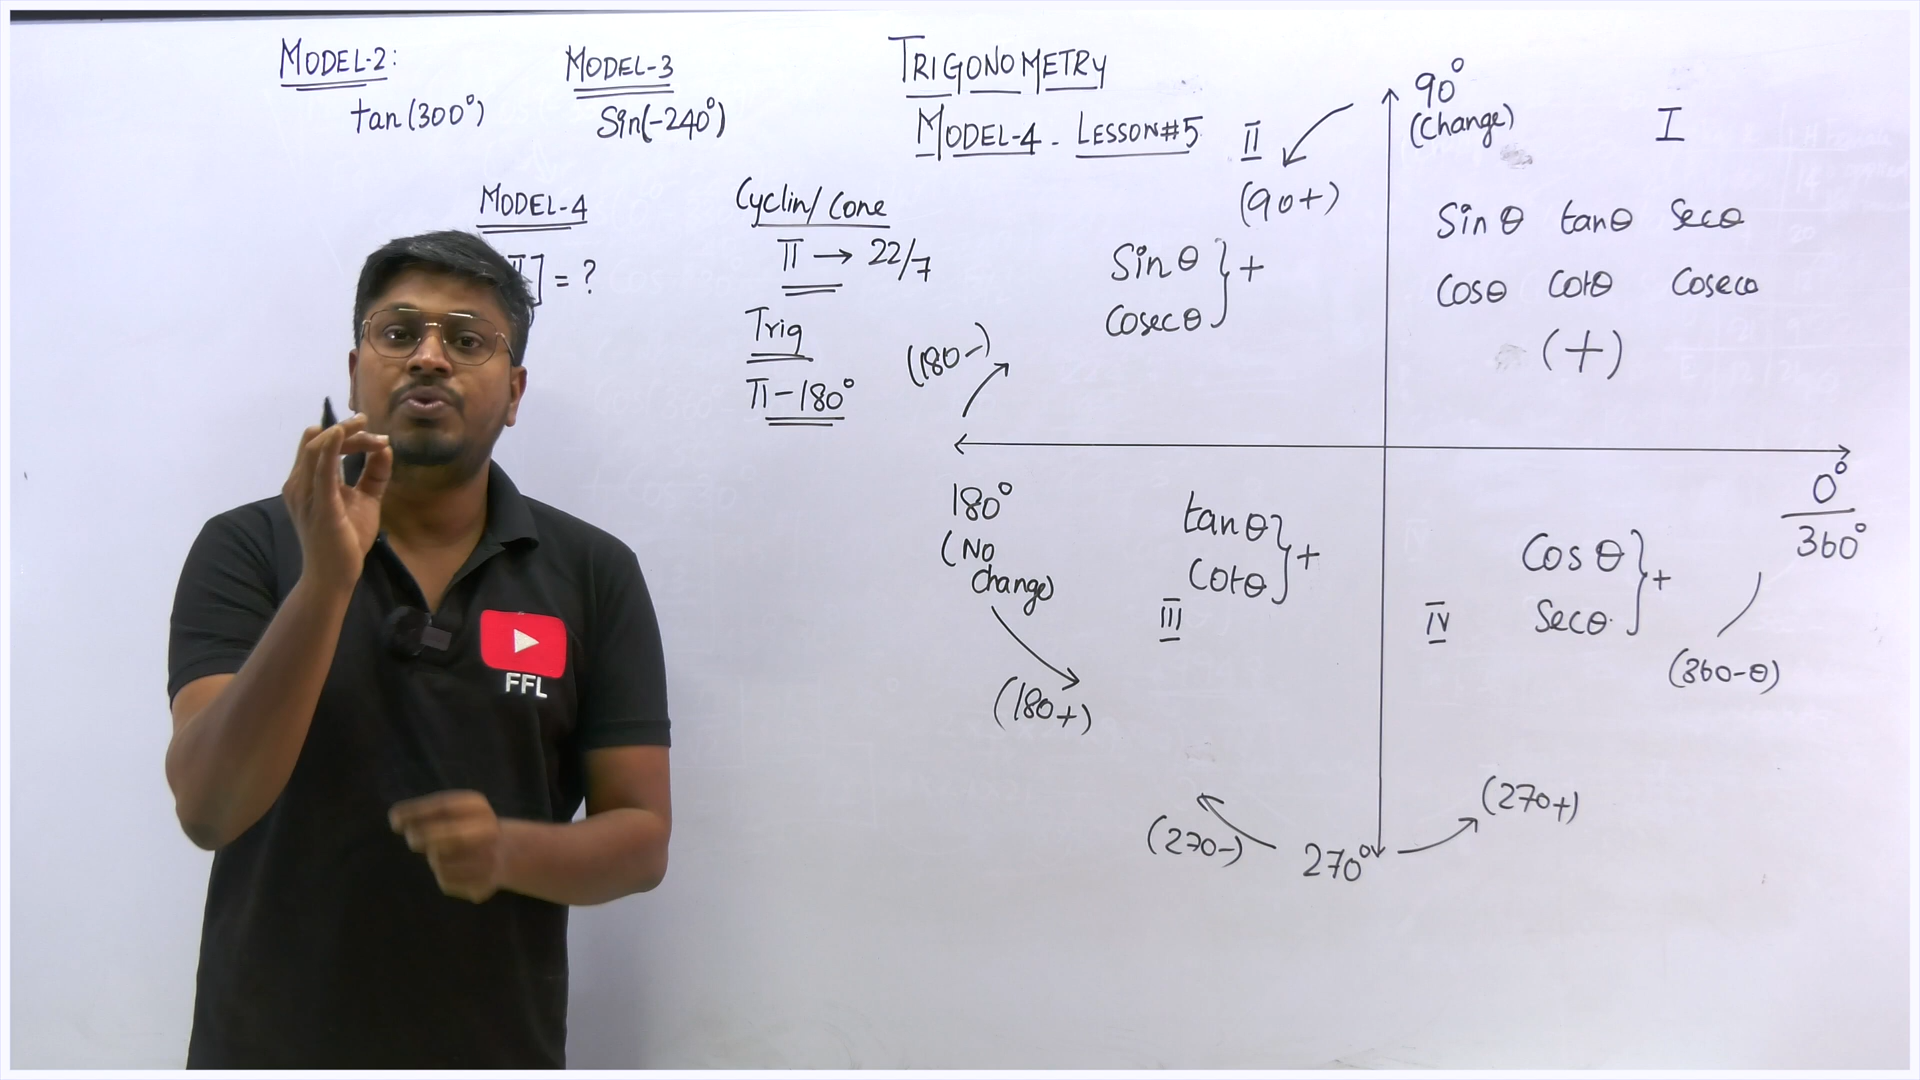 MODEL-2:
tan(300°)
MODEL-3
Sin(-240°)
TRIGONOMETRY
MODEL-4 - LESSON#5
MODEL-4
π] = ?
Cyclin/Cone
π → 22/7
Trig
π-180°
90°
(Change)
I
II
(90+)
Sinθ tanθ Secθ
Cosθ Cotθ Cosecθ
(+)
Sinθ
Cosecθ
} +
(180-)
180°
(No
Change)
0°
360°
tanθ
Cotθ
} +
III
Cosθ
Secθ
} +
IV
(360-θ)
(180+)
(270-)
270°
(270+)
FFL